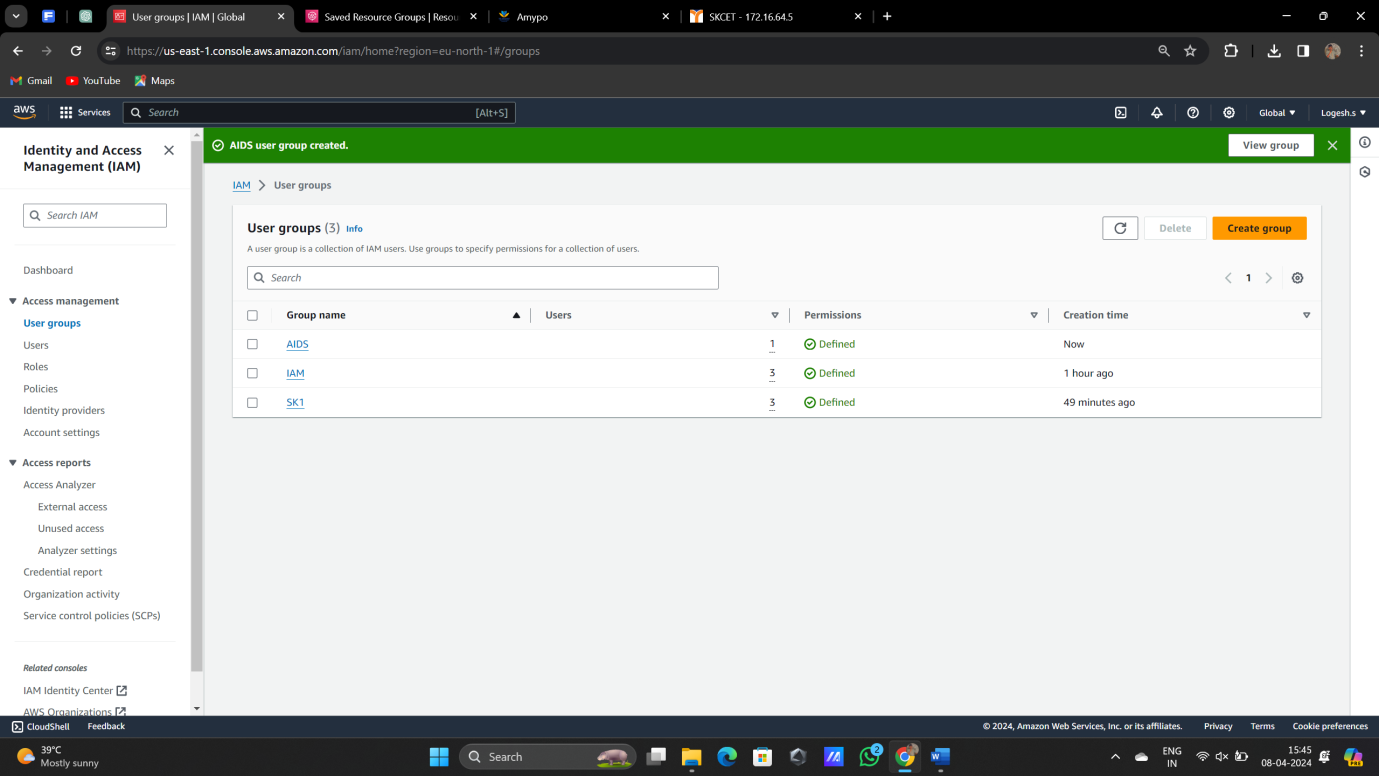 User groups | IAM | Global
Saved Resource Groups | Resou
Amypo
SKCET - 172.16.64.5
https://us-east-1.console.aws.amazon.com/iam/home?region=eu-north-1#/groups
Gmail YouTube Maps
aws Services Search [Alt+S] Global Logesh.s
Identity and Access
Management (IAM)
Search IAM
Dashboard
Access management
User groups
Users
Roles
Policies
Identity providers
Account settings
Access reports
Access Analyzer
External access
Unused access
Analyzer settings
Credential report
Organization activity
Service control policies (SCPs)
Related consoles
IAM Identity Center
AWS Organizations
AIDS user group created.
View group
IAM > User groups
User groups (3) Info
Delete
Create group
A user group is a collection of IAM users. Use groups to specify permissions for a collection of users.
Search
1
Group name Users Permissions Creation time
AIDS 1 Defined Now
IAM 3 Defined 1 hour ago
SK1 3 Defined 49 minutes ago
CloudShell Feedback © 2024, Amazon Web Services, Inc. or its affiliates. Privacy Terms Cookie preferences
39°C
Mostly sunny
Search
2
ENG
IN
15:45
08-04-2024
PRE